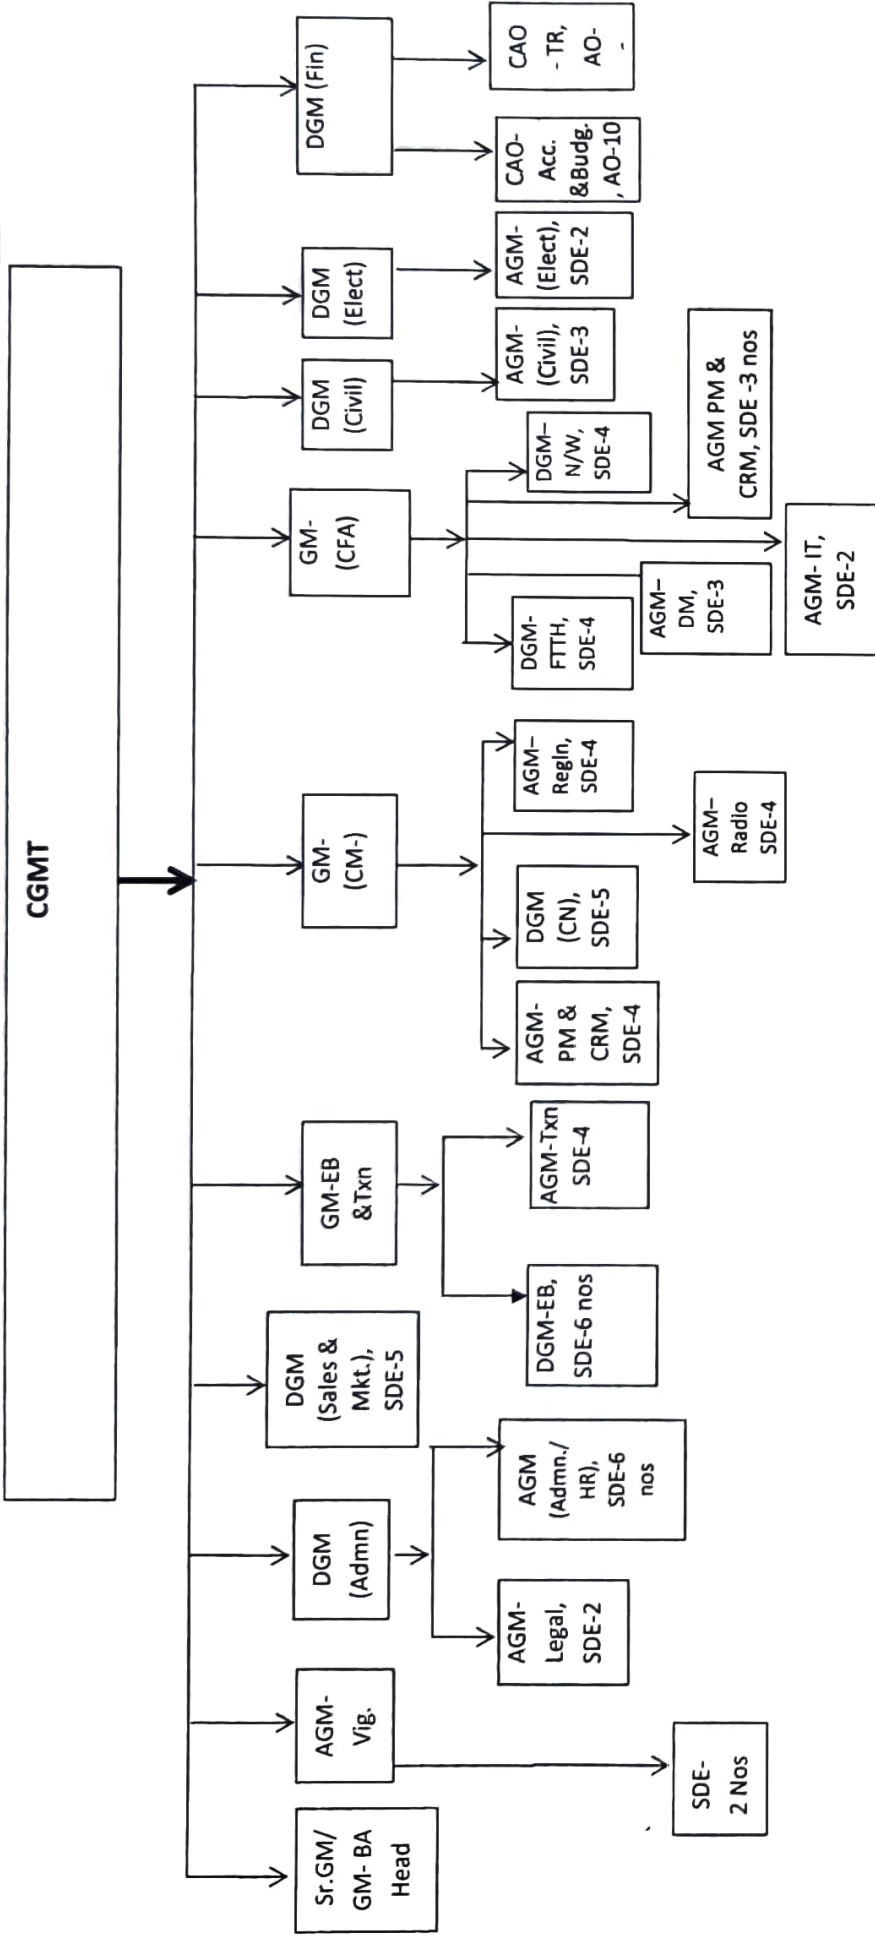 CGMT
Sr.GM/
GM- BA
Head
AGM-
Vig.
DGM
(Admn)
DGM
(Sales &
Mkt.),
SDE-5
GM-EB
&Txn
GM-
(CM-)
GM-
(CFA)
DGM
(Civil)
DGM
(Elect)
DGM (Fin)
SDE-
2 Nos
AGM-
Legal,
SDE-2
AGM
(Admn./
HR),
SDE-6
nos
DGM-EB,
SDE-6 nos
AGM-Txn
SDE-4
AGM-
PM &
CRM,
SDE-4
DGM
(CN),
SDE-5
AGM–
Radio
SDE-4
AGM–
Regln,
SDE-4
DGM-
FTTH,
SDE-4
AGM–
DM,
SDE-3
AGM- IT,
SDE-2
AGM PM &
CRM, SDE -3 nos
DGM–
N/W,
SDE-4
AGM-
(Civil),
SDE-3
AGM-
(Elect),
SDE-2
CAO-
Acc.
&Budg.
, AO-10
CAO
- TR,
AO-